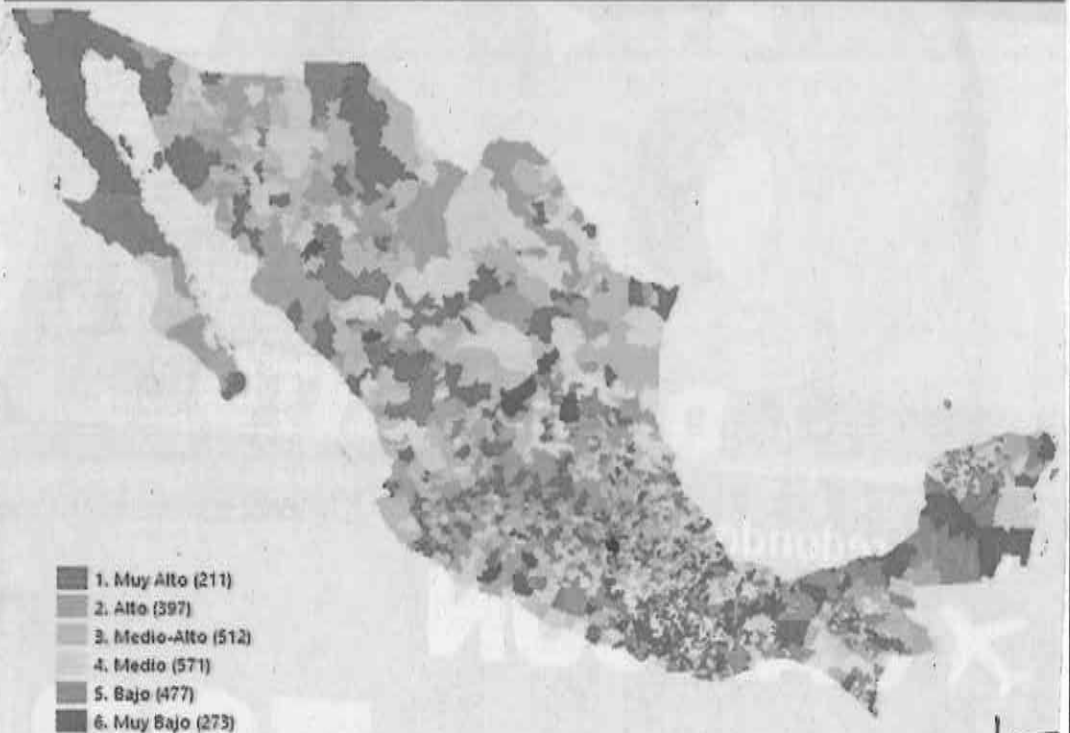 1. Muy Alto (211)
2. Alto (397)
3. Medio-Alto (512)
4. Medio (571)
5. Bajo (477)
6. Muy Bajo (273)